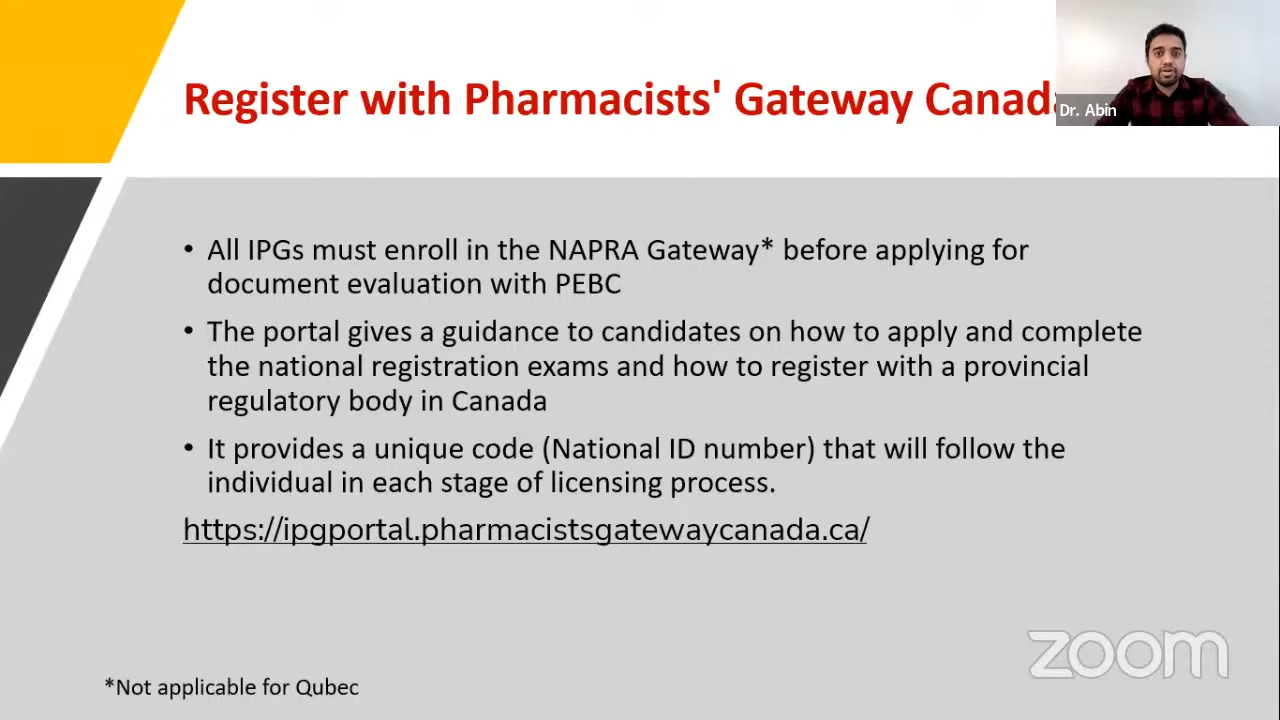 Register with Pharmacists' Gateway Canada
Dr. Abin
• All IPGs must enroll in the NAPRA Gateway* before applying for
document evaluation with PEBC
• The portal gives a guidance to candidates on how to apply and complete
the national registration exams and how to register with a provincial
regulatory body in Canada
• It provides a unique code (National ID number) that will follow the
individual in each stage of licensing process.
https://ipgportal.pharmacistsgatewaycanada.ca/
zoom
*Not applicable for Qubec